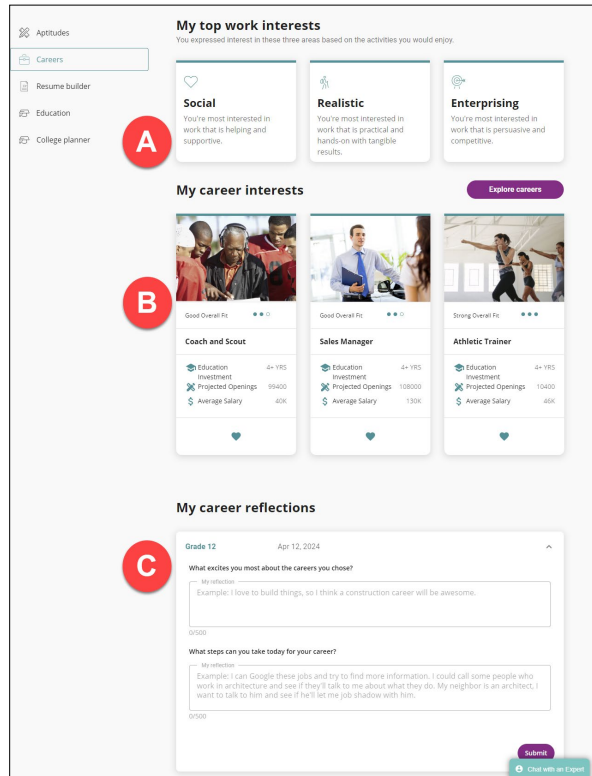 Aptitudes
Careers
Resume builder
Education
College planner
My top work interests
You expressed interest in these three areas based on the activities you would enjoy.
A
Social
You're most interested in
work that is helping and
supportive.
Realistic
You're most interested in
work that is practical and
hands-on with tangible
results.
Enterprising
You're most interested in
work that is persuasive and
competitive.
My career interests
Explore careers
B
Good Overall Fit
Coach and Scout
Education 4+ YRS
Investment
Projected Openings 99400
Average Salary 40K
Good Overall Fit
Sales Manager
Education 4+ YRS
Investment
Projected Openings 108000
Average Salary 130K
Strong Overall Fit
Athletic Trainer
Education 4+ YRS
Investment
Projected Openings 10400
Average Salary 46K
My career reflections
C
Grade 12 Apr 12, 2024
What excites you most about the careers you chose?
My reflection
Example: I love to build things, so I think a construction career will be awesome.
0/500
What steps can you take today for your career?
My reflection
Example: I can Google these jobs and try to find more information. I could call some people who
work in architecture and see if they'll talk to me about what they do. My neighbor is an architect, I
want to talk to him and see if he'll let me job shadow with him.
0/500
Submit
Chat with an Expert